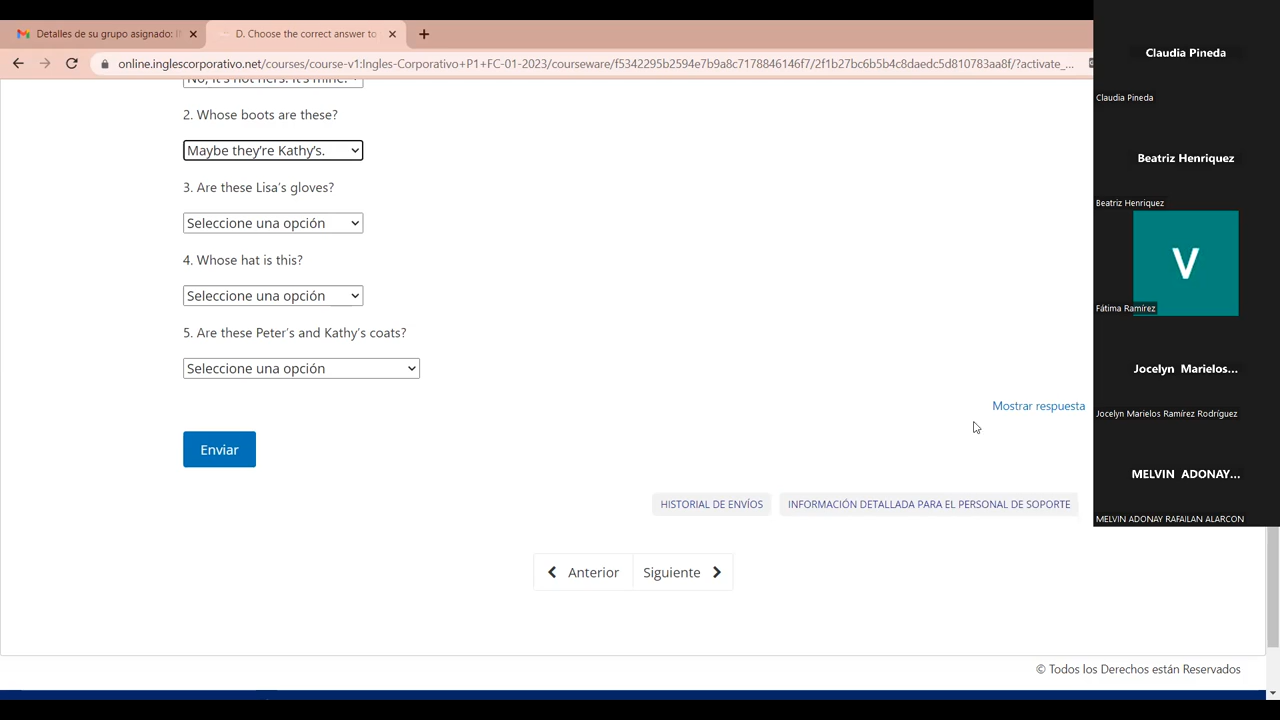 Detalles de su grupo asignado: I
D. Choose the correct answer to
online.inglescorporativo.net/courses/course-v1:Ingles-Corporativo+P1+FC-01-2023/courseware/f5342295b2594e7b9a8c7178846146f7/2f1b27bc6b5b4c8daedc5d810783aa8f/?activate_...
No, it's not hers. It's mine.
2. Whose boots are these?
Maybe they're Kathy's.
3. Are these Lisa's gloves?
Seleccione una opción
4. Whose hat is this?
Seleccione una opción
5. Are these Peter's and Kathy's coats?
Seleccione una opción
Mostrar respuesta
Enviar
HISTORIAL DE ENVÍOS
INFORMACIÓN DETALLADA PARA EL PERSONAL DE SOPORTE
Anterior
Siguiente
© Todos los Derechos están Reservados
Claudia Pineda
Claudia Pineda
Beatriz Henriquez
Beatriz Henriquez
V
Fátima Ramírez
Jocelyn Marielos...
Jocelyn Marielos Ramírez Rodríguez
MELVIN ADONAY...
MELVIN ADONAY RAFAILAN ALARCON